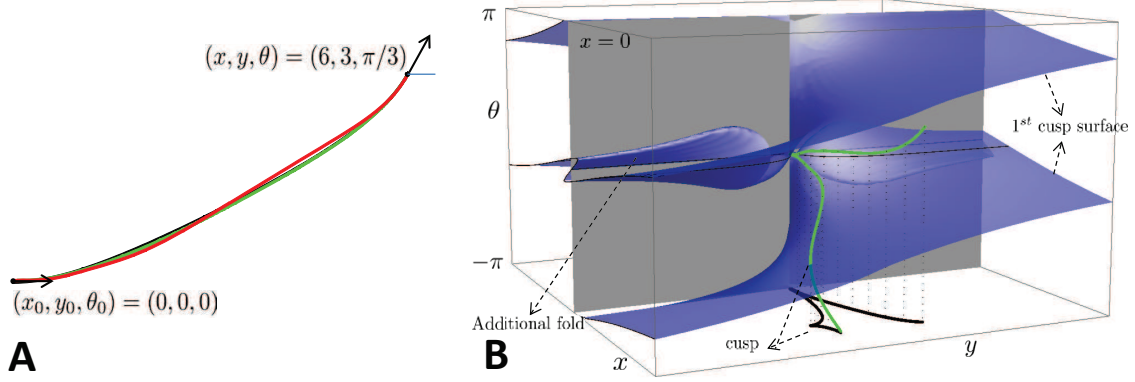 A
(x, y, θ) = (6, 3, π/3)
(x₀, y₀, θ₀) = (0, 0, 0)
π
x = 0
θ
1ˢᵗ cusp surface
−π
Additional fold
cusp
x
y
B